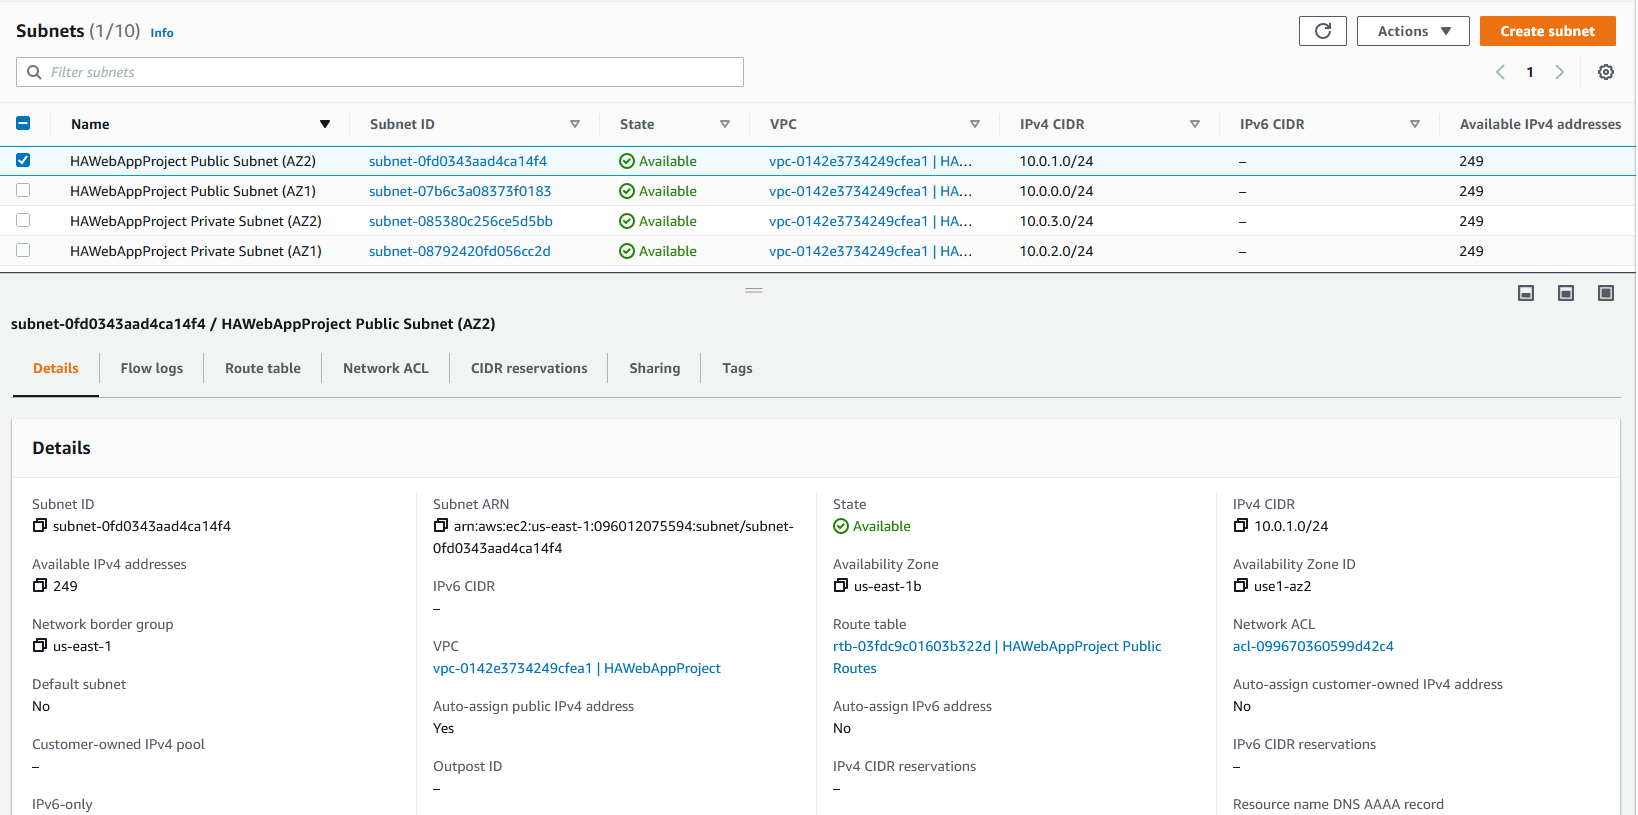 Subnets (1/10) Info
Actions
Create subnet
Filter subnets
1
Name Subnet ID State VPC IPv4 CIDR IPv6 CIDR Available IPv4 addresses
HAWebAppProject Public Subnet (AZ2) subnet-0fd0343aad4ca14f4 Available vpc-0142e3734249cfea1 | HA... 10.0.1.0/24 – 249
HAWebAppProject Public Subnet (AZ1) subnet-07b6c3a08373f0183 Available vpc-0142e3734249cfea1 | HA... 10.0.0.0/24 – 249
HAWebAppProject Private Subnet (AZ2) subnet-085380c256ce5d5bb Available vpc-0142e3734249cfea1 | HA... 10.0.3.0/24 – 249
HAWebAppProject Private Subnet (AZ1) subnet-08792420fd056cc2d Available vpc-0142e3734249cfea1 | HA... 10.0.2.0/24 – 249
subnet-0fd0343aad4ca14f4 / HAWebAppProject Public Subnet (AZ2)
Details Flow logs Route table Network ACL CIDR reservations Sharing Tags
Details
Subnet ID
subnet-0fd0343aad4ca14f4
Available IPv4 addresses
249
Network border group
us-east-1
Default subnet
No
Customer-owned IPv4 pool
–
IPv6-only
Subnet ARN
arn:aws:ec2:us-east-1:096012075594:subnet/subnet-
0fd0343aad4ca14f4
IPv6 CIDR
–
VPC
vpc-0142e3734249cfea1 | HAWebAppProject
Auto-assign public IPv4 address
Yes
Outpost ID
–
State
Available
Availability Zone
us-east-1b
Route table
rtb-03fdc9c01603b322d | HAWebAppProject Public
Routes
Auto-assign IPv6 address
No
IPv4 CIDR reservations
–
IPv4 CIDR
10.0.1.0/24
Availability Zone ID
use1-az2
Network ACL
acl-099670360599d42c4
Auto-assign customer-owned IPv4 address
No
IPv6 CIDR reservations
–
Resource name DNS AAAA record